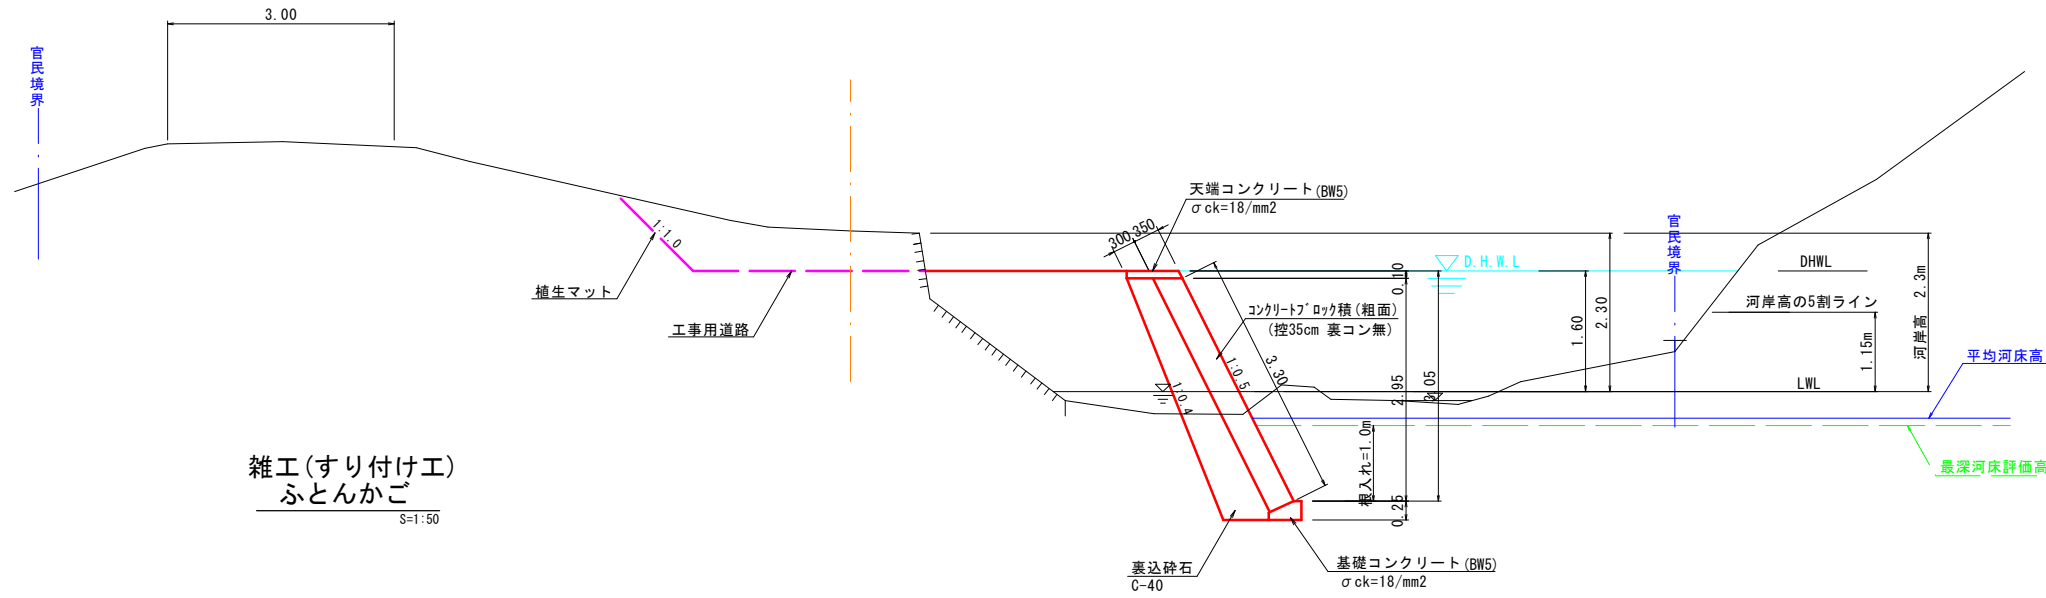 3.00
官民境界
天端コンクリート(BW5)
σck=18/mm2
300
350
1:1.0
植生マット
工事用道路
D.H.W.L
0.10
コンクリートブロック積(粗面)
(控35cm 裏コン無)
1:0.5
3.30
1:0.4
2.95
3.05
1.60
2.30
官民境界
DHWL
河岸高の5割ライン
1.15m
河岸高 2.3m
平均河床高
LWL
根入れ=1.0m
0.25
最深河床評価高
雑工(すり付け工)
ふとんかご
S=1:50
裏込砕石
C-40
基礎コンクリート(BW5)
σck=18/mm2